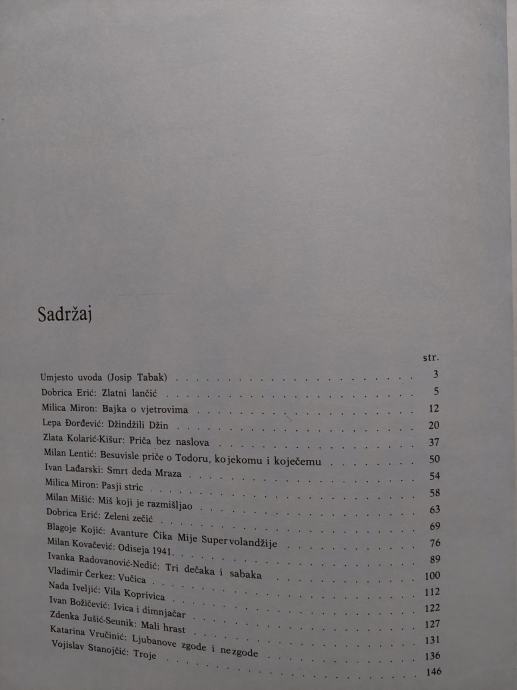 Sadržaj
str.
Umjesto uvoda (Josip Tabak) . . . . . . . . . . . . . . . . . 3
Dobrica Erić: Zlatni lančić . . . . . . . . . . . . . . . . . 5
Milica Miron: Bajka o vjetrovima . . . . . . . . . . . . . . . 12
Lepa Đorđević: Džindžili Džin . . . . . . . . . . . . . . . . 20
Zlata Kolarić-Kišur: Priča bez naslova . . . . . . . . . . . . 37
Milan Lentić: Besuvisle priče o Todoru, kojekomu i koječemu . . . . . 50
Ivan Lađarski: Smrt deda Mraza . . . . . . . . . . . . . . . 54
Milica Miron: Pasji stric . . . . . . . . . . . . . . . . . . 58
Milan Mišić: Miš koji je razmišljao . . . . . . . . . . . . . . 63
Dobrica Erić: Zeleni zečić . . . . . . . . . . . . . . . . . 69
Blagoje Kojić: Avanture Čika Mije Supervolandžije . . . . . . . . 76
Milan Kovačević: Odiseja 1941. . . . . . . . . . . . . . . . 89
Ivanka Radovanović-Nedić: Tri dečaka i sabaka . . . . . . . . . 100
Vladimir Čerkez: Vučica . . . . . . . . . . . . . . . . . . 112
Nada Iveljić: Vila Koprivica . . . . . . . . . . . . . . . . 122
Ivan Božičević: Ivica i dimnjačar . . . . . . . . . . . . . . 127
Zdenka Jušić-Seunik: Mali hrast . . . . . . . . . . . . . . . 131
Katarina Vručinić: Ljubanove zgode i nezgode . . . . . . . . . . 136
Vojislav Stanojčić: Troje . . . . . . . . . . . . . . . . . . 146